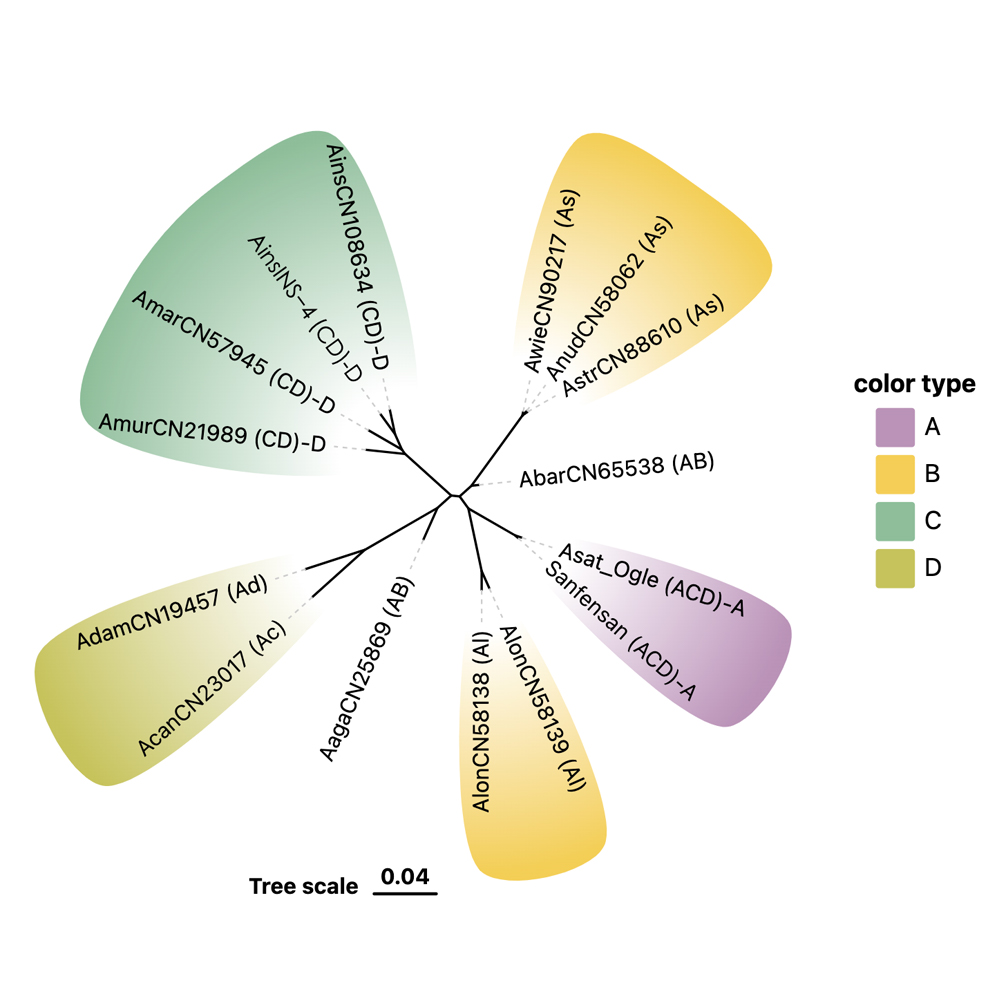 AinsCN108634 (CD)-D
AinsINS-4 (CD)-D
AmarCN57945 (CD)-D
AmurCN21989 (CD)-D
AwieCN90217 (As)
AnudCN58062 (As)
AstrCN88610 (As)
AbarCN65538 (AB)
Asat_Ogle (ACD)-A
Sanfensan (ACD)-A
AlonCN58139 (Al)
AlonCN58138 (Al)
AagaCN25869 (AB)
AcanCN23017 (Ac)
AdamCN19457 (Ad)
color type
A
B
C
D
Tree scale 0.04